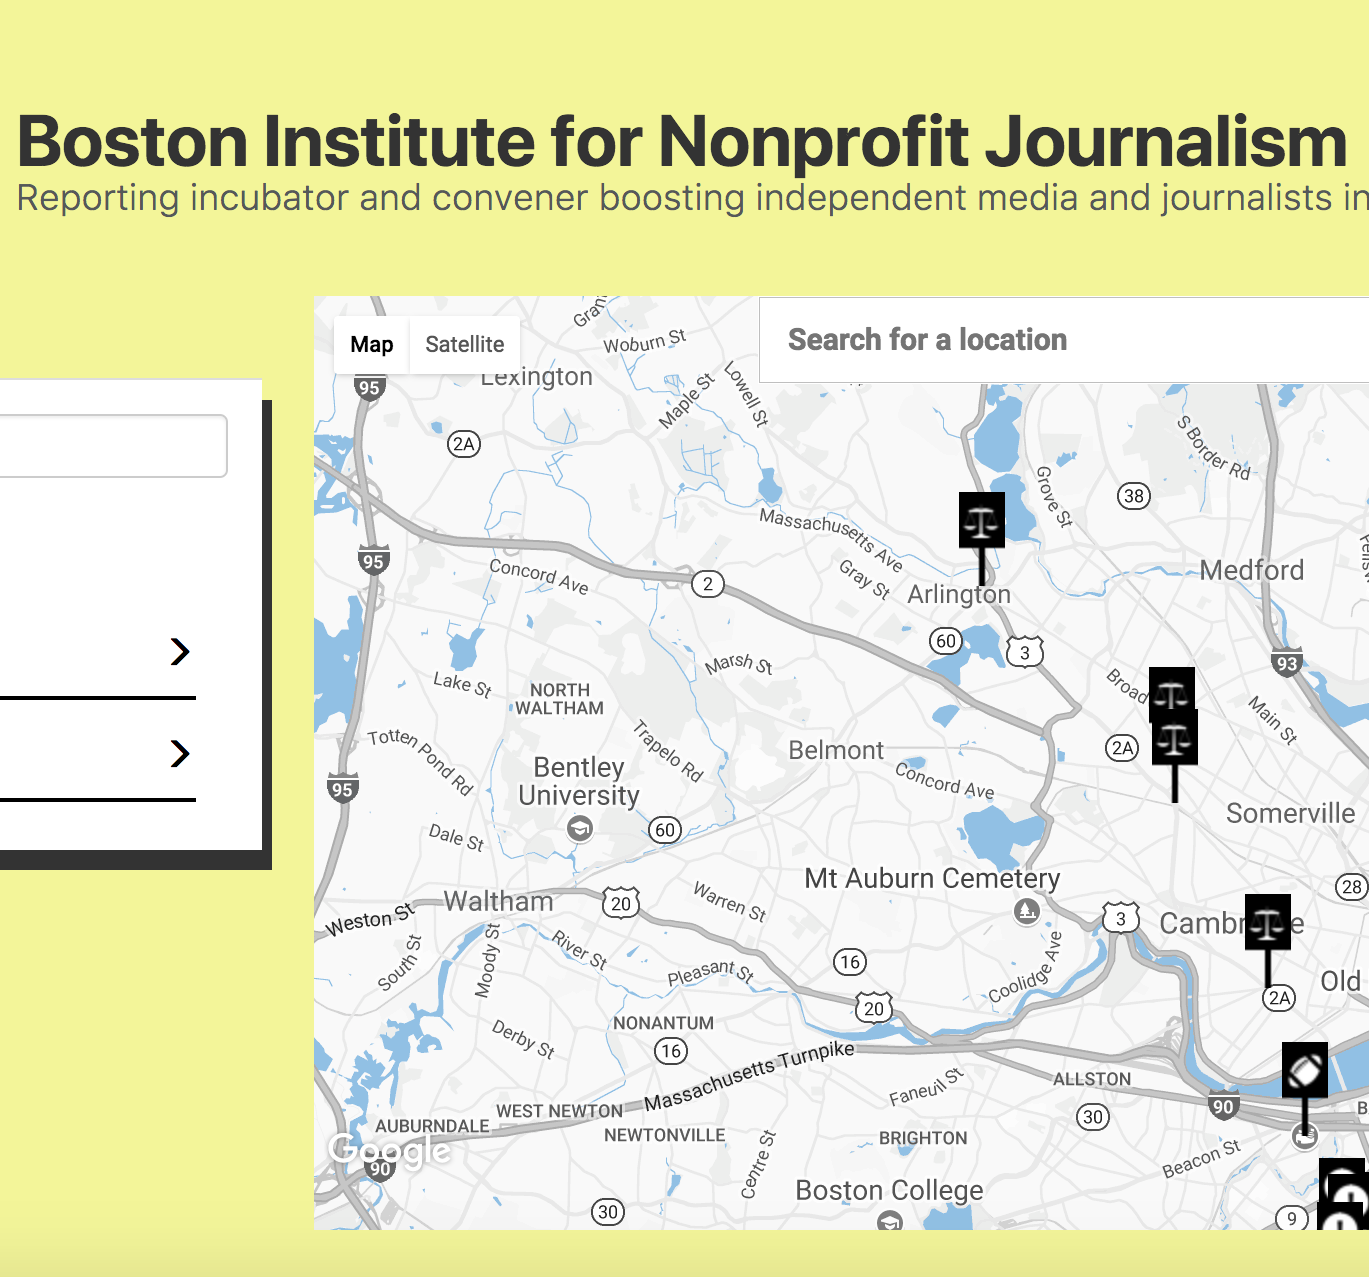 Boston Institute for Nonprofit Journalism
Reporting incubator and convener boosting independent media and journalists in
Map
Satellite
Search for a location
Woburn St
Lexington
95
Maple St
Lowell St
2A
S Border Rd
Grove St
38
Massachusetts Ave
95
Concord Ave
2
Gray St
Arlington
Medford
60
3
93
Marsh St
Lake St
NORTH
WALTHAM
Broad
Main St
Totten Pond Rd
Trapelo Rd
Belmont
2A
Bentley
University
Concord Ave
95
Somerville
Dale St
60
Mt Auburn Cemetery
28
Waltham
20
Warren St
3
Weston St
South St
Moody St
River St
Pleasant St
16
Coolidge Ave
Old
2A
20
NONANTUM
Derby St
16
Massachusetts Turnpike
Faneuil St
ALLSTON
90
30
WEST NEWTON
AUBURNDALE
NEWTONVILLE
BRIGHTON
Google
90
Centre St
Beacon St
Boston College
30
9